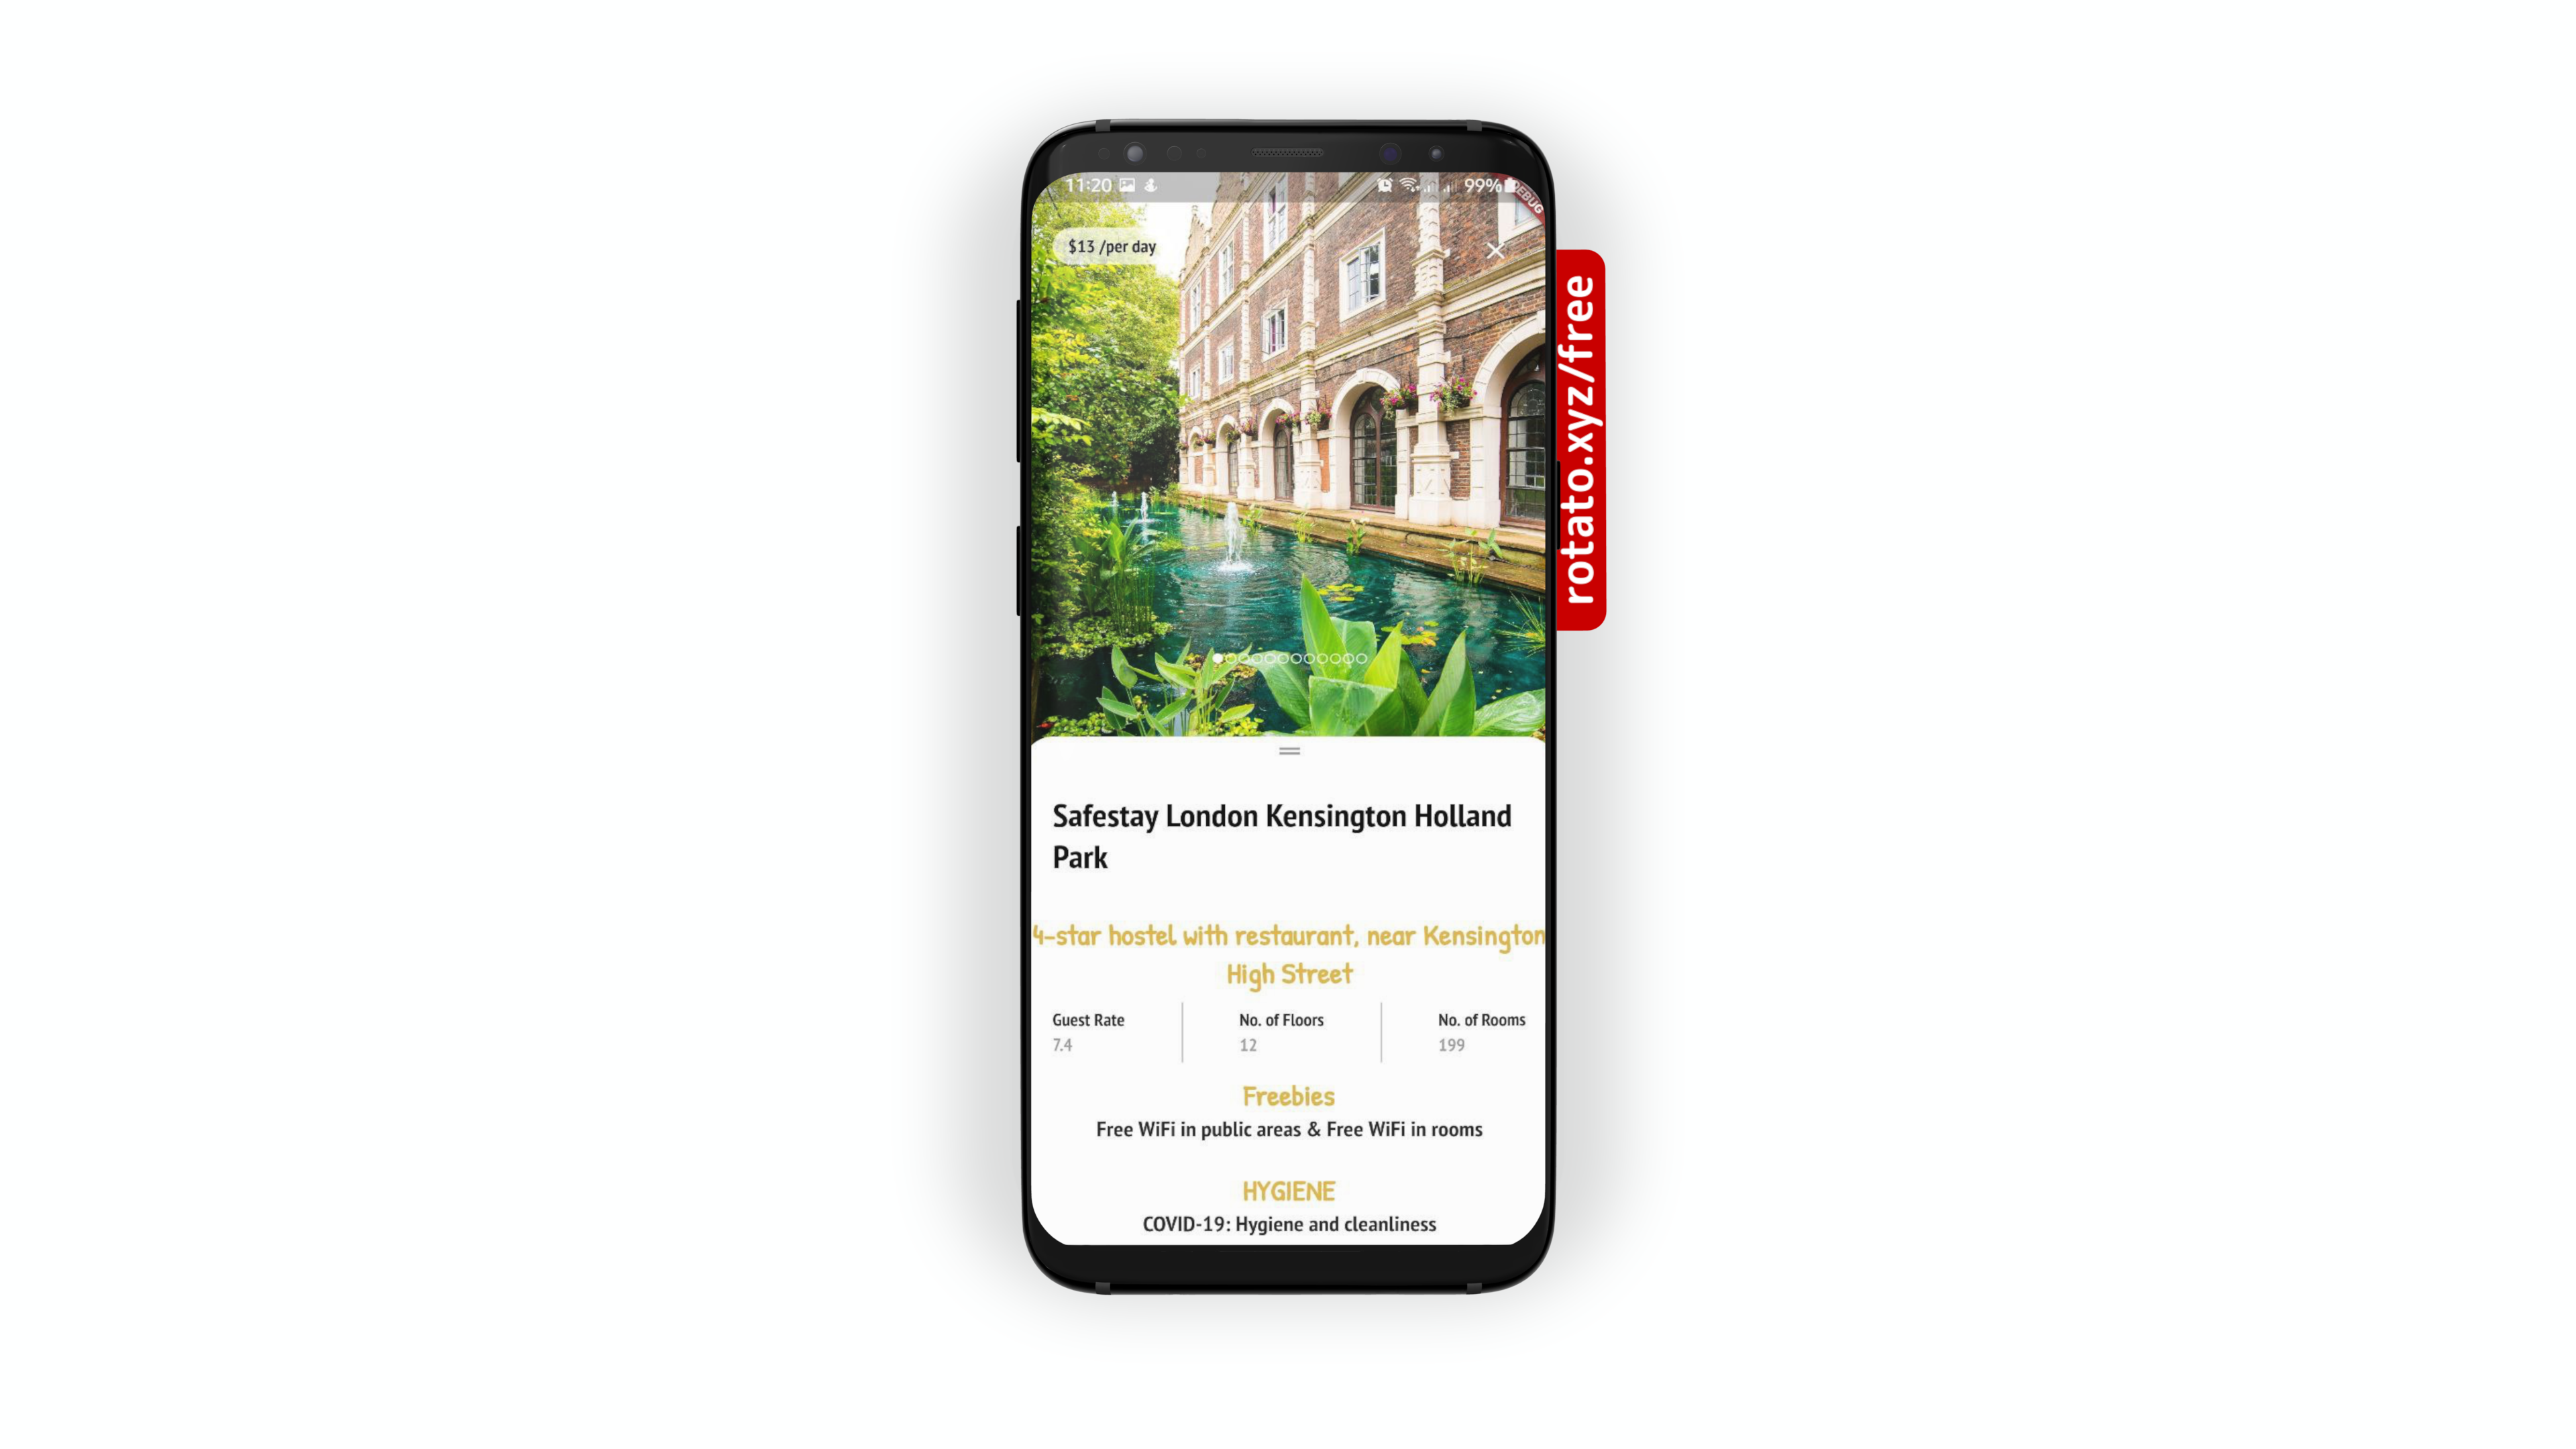 11:20
99%
DEBUG
$13 /per day
rotato.xyz/free
Safestay London Kensington Holland
Park
4-star hostel with restaurant, near Kensington
High Street
Guest Rate
No. of Floors
No. of Rooms
7.4
12
199
Freebies
Free WiFi in public areas & Free WiFi in rooms
HYGIENE
COVID-19: Hygiene and cleanliness